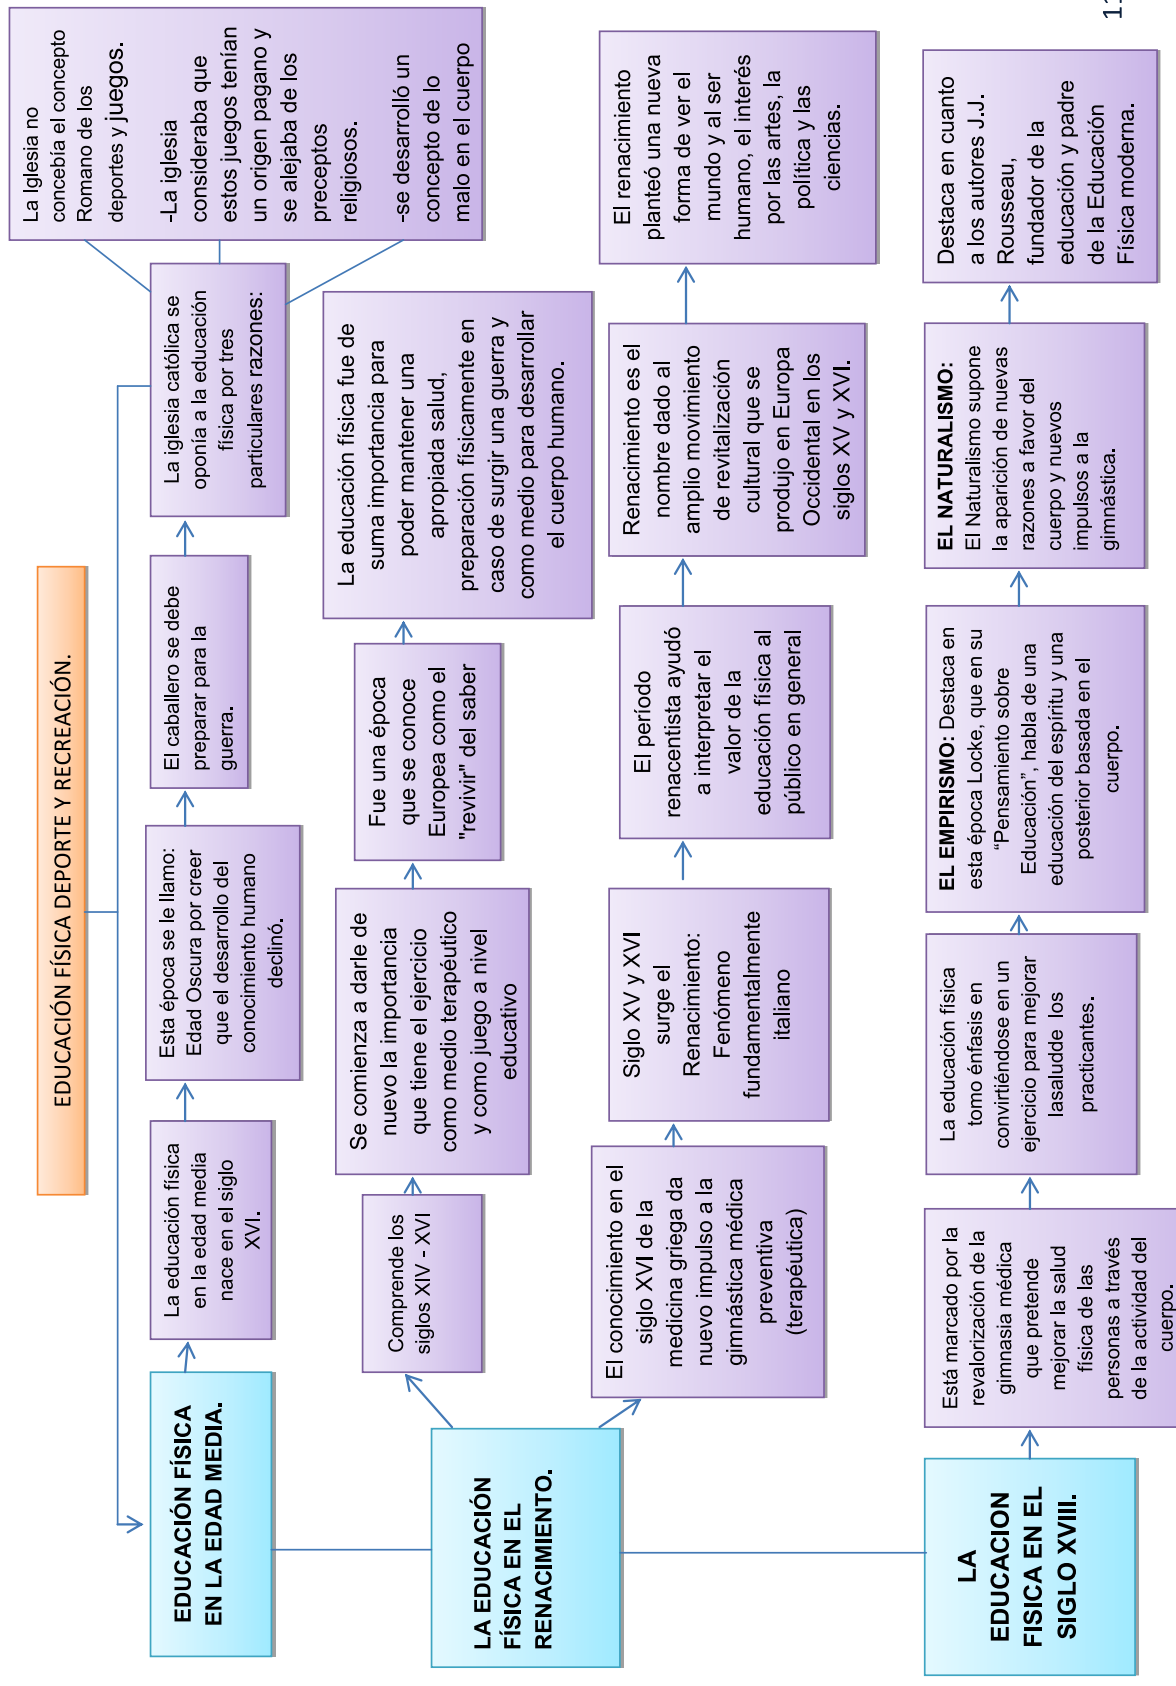 EDUCACIÓN FÍSICA DEPORTE Y RECREACIÓN.
EDUCACIÓN FÍSICA
EN LA EDAD MEDIA.
La educación física
en la edad media
nace en el siglo
XVI.
Esta época se le llamo:
Edad Oscura por creer
que el desarrollo del
conocimiento humano
declinó.
El caballero se debe
preparar para la
guerra.
La iglesia católica se
oponía a la educación
física por tres
particulares razones:
La Iglesia no
concebía el concepto
Romano de los
deportes y juegos.
-La iglesia
consideraba que
estos juegos tenían
un origen pagano y
se alejaba de los
preceptos
religiosos.
-se desarrolló un
concepto de lo
malo en el cuerpo
LA EDUCACIÓN
FÍSICA EN EL
RENACIMIENTO.
Comprende los
siglos XIV - XVI
Se comienza a darle de
nuevo la importancia
que tiene el ejercicio
como medio terapéutico
y como juego a nivel
educativo
Fue una época
que se conoce
Europea como el
"revivir" del saber
La educación física fue de
suma importancia para
poder mantener una
apropiada salud,
preparación físicamente en
caso de surgir una guerra y
como medio para desarrollar
el cuerpo humano.
El conocimiento en el
siglo XVI de la
medicina griega da
nuevo impulso a la
gimnástica médica
preventiva
(terapéutica)
Siglo XV y XVI
surge el
Renacimiento:
Fenómeno
fundamentalmente
italiano
El período
renacentista ayudó
a interpretar el
valor de la
educación física al
público en general
Renacimiento es el
nombre dado al
amplio movimiento
de revitalización
cultural que se
produjo en Europa
Occidental en los
siglos XV y XVI.
El renacimiento
planteó una nueva
forma de ver el
mundo y al ser
humano, el interés
por las artes, la
política y las
ciencias.
LA
EDUCACION
FISICA EN EL
SIGLO XVIII.
Está marcado por la
revalorización de la
gimnasia médica
que pretende
mejorar la salud
física de las
personas a través
de la actividad del
cuerpo.
La educación física
tomo énfasis en
convirtiéndose en un
ejercicio para mejorar
lasaludde los
practicantes.
EL EMPIRISMO: Destaca en
esta época Locke, que en su
“Pensamiento sobre
Educación”, habla de una
educación del espíritu y una
posterior basada en el
cuerpo.
EL NATURALISMO:
El Naturalismo supone
la aparición de nuevas
razones a favor del
cuerpo y nuevos
impulsos a la
gimnástica.
Destaca en cuanto
a los autores J.J.
Rousseau,
fundador de la
educación y padre
de la Educación
Física moderna.